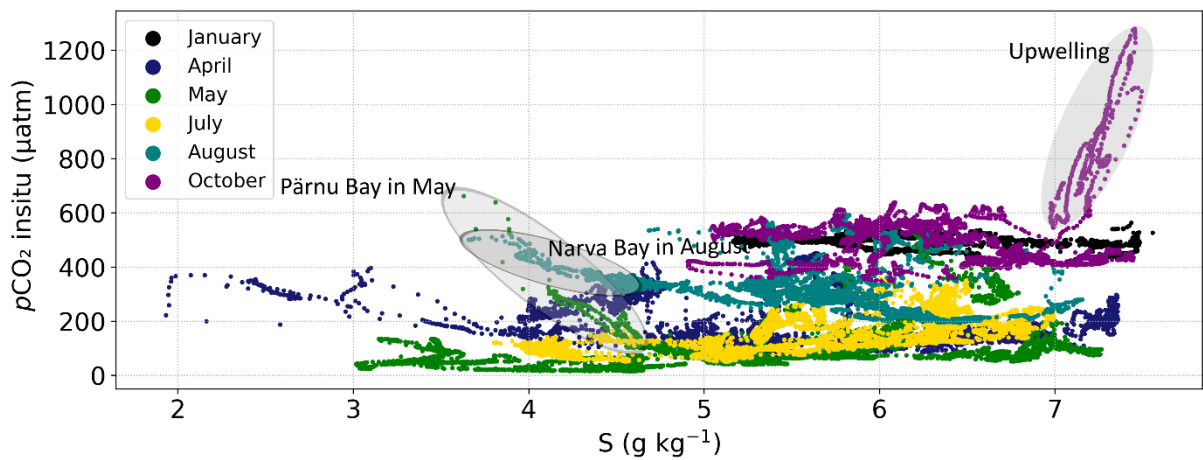 January
April
May
July
August
October
Upwelling
Pärnu Bay in May
Narva Bay in August
pCO₂ insitu (µatm)
1200
1000
800
600
400
200
0
2
3
4
5
6
7
S (g kg⁻¹)